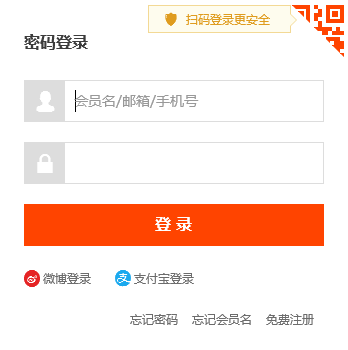 扫码登录更安全
密码登录
会员名/邮箱/手机号
登 录
微博登录 支付宝登录
忘记密码 忘记会员名 免费注册